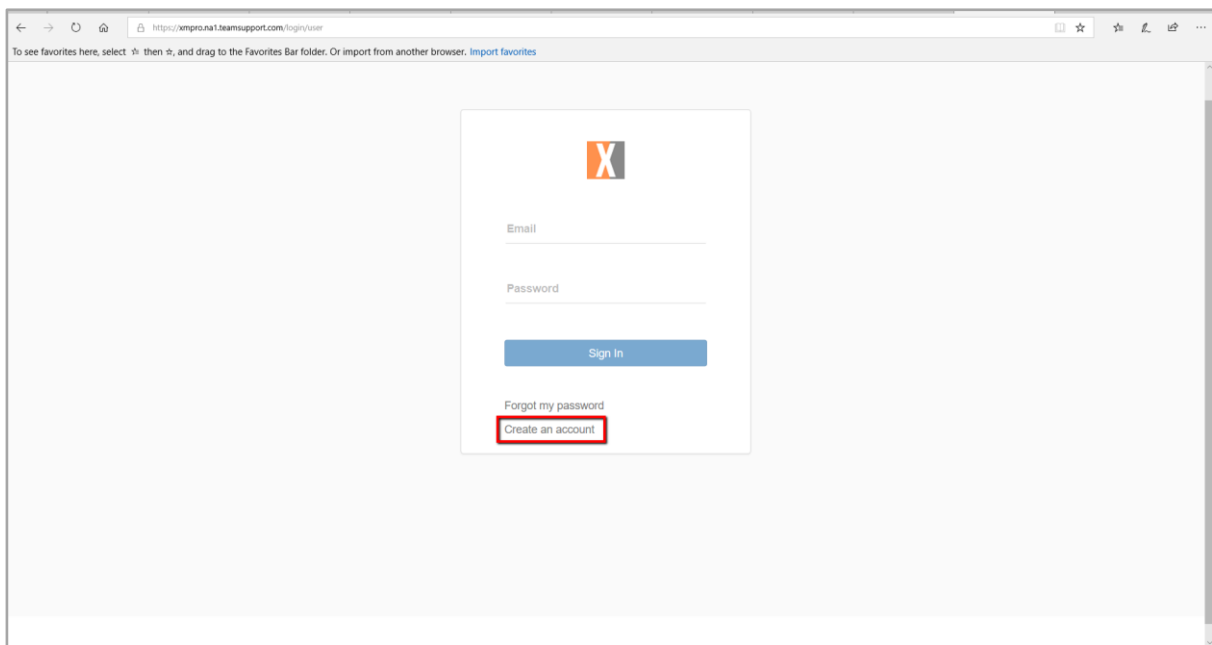 https://xmpro.na1.teamsupport.com/login/user
To see favorites here, select ☆ then ☆, and drag to the Favorites Bar folder. Or import from another browser. Import favorites
X
Email
Password
Sign In
Forgot my password
Create an account